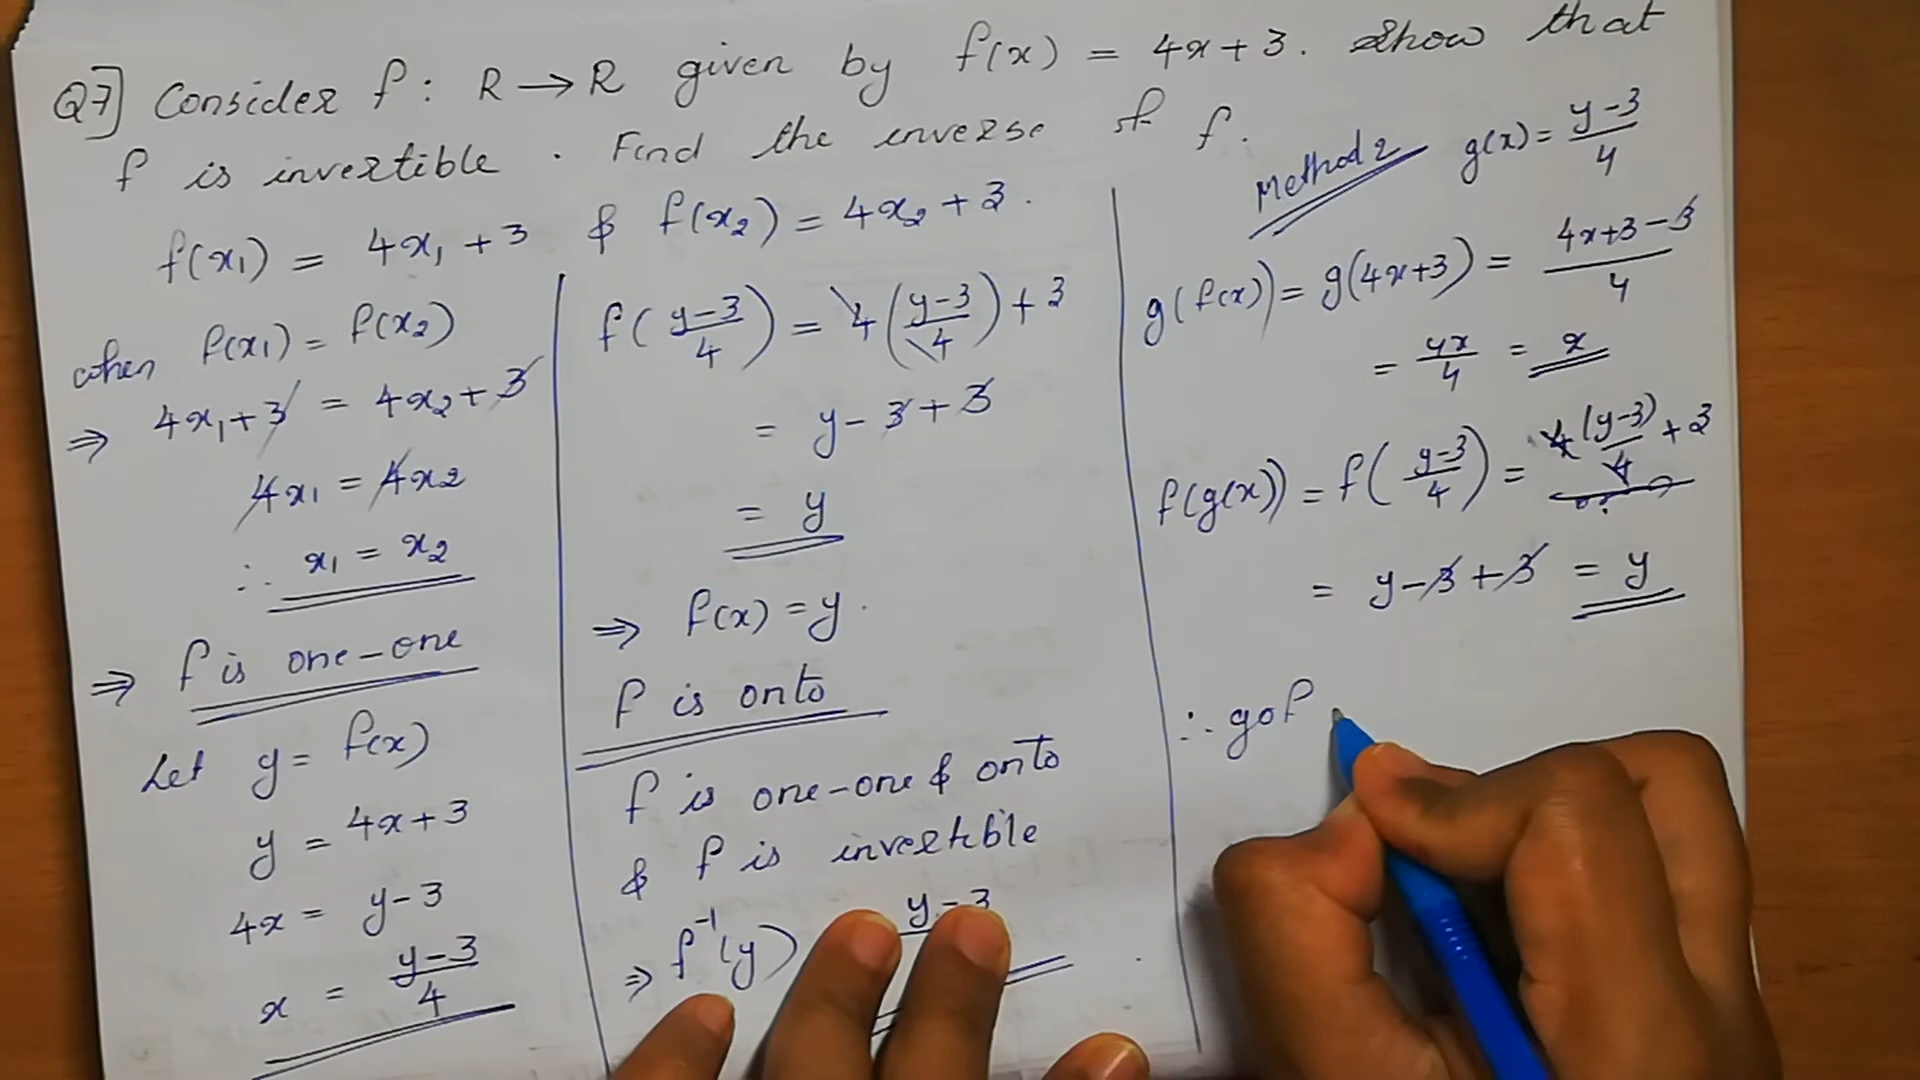 Q7] Consider f : R → R given by f(x) = 4x + 3. Show that
f is invertible. Find the inverse of f.
f(x₁) = 4x₁ + 3 & f(x₂) = 4x₂ + 3.
when f(x₁) = f(x₂)
⇒ 4x₁ + 3 = 4x₂ + 3
4x₁ = 4x₂
∴ x₁ = x₂
⇒ f is one-one
Let y = f(x)
y = 4x + 3
4x = y - 3
x = (y-3)/4
f((y-3)/4) = 4((y-3)/4) + 3
= y - 3 + 3
= y
⇒ f(x) = y.
f is onto
f is one-one & onto
& f is invertible
⇒ f⁻¹(y) y-3
Method 2 g(x) = (y-3)/4
g(f(x)) = g(4x+3) = (4x+3-3)/4
= 4x/4 = x
f(g(x)) = f((y-3)/4) = 4(y-3)/4 + 3
= y - 3 + 3 = y
∴ gof